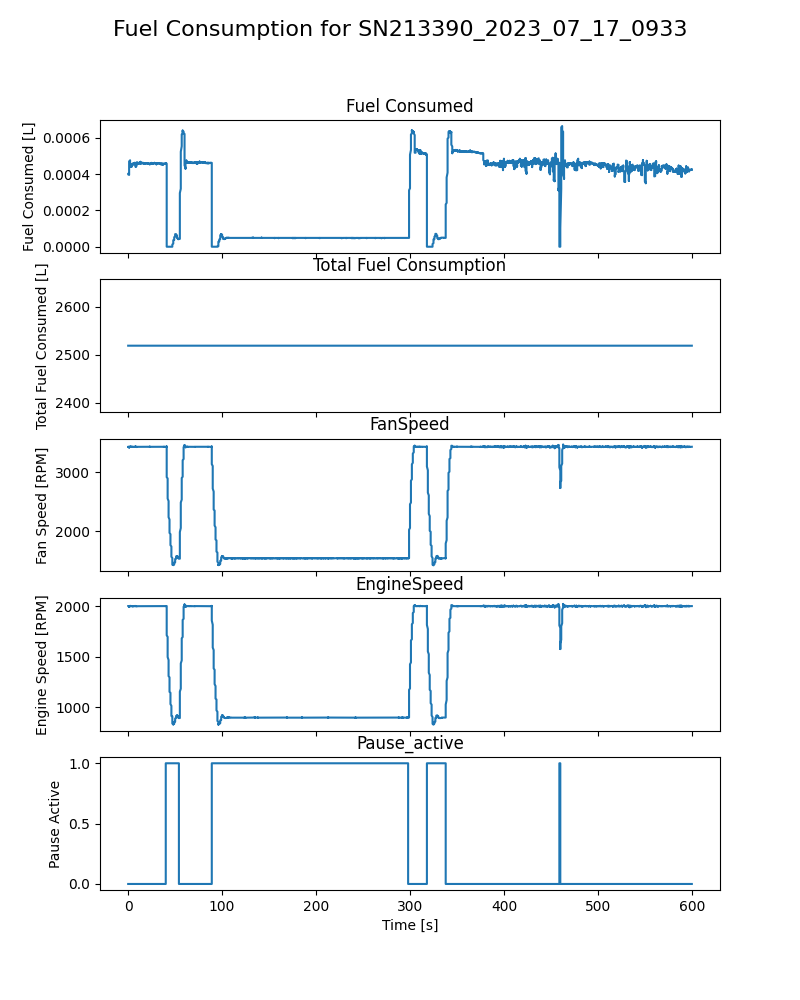 Fuel Consumption for SN213390_2023_07_17_0933
Fuel Consumed
Fuel Consumed [L]
0.0006
0.0004
0.0002
0.0000
Total Fuel Consumption
Total Fuel Consumed [L]
2600
2500
2400
FanSpeed
Fan Speed [RPM]
3000
2000
EngineSpeed
Engine Speed [RPM]
2000
1500
1000
Pause_active
Pause Active
1.0
0.5
0.0
0 100 200 300 400 500 600
Time [s]